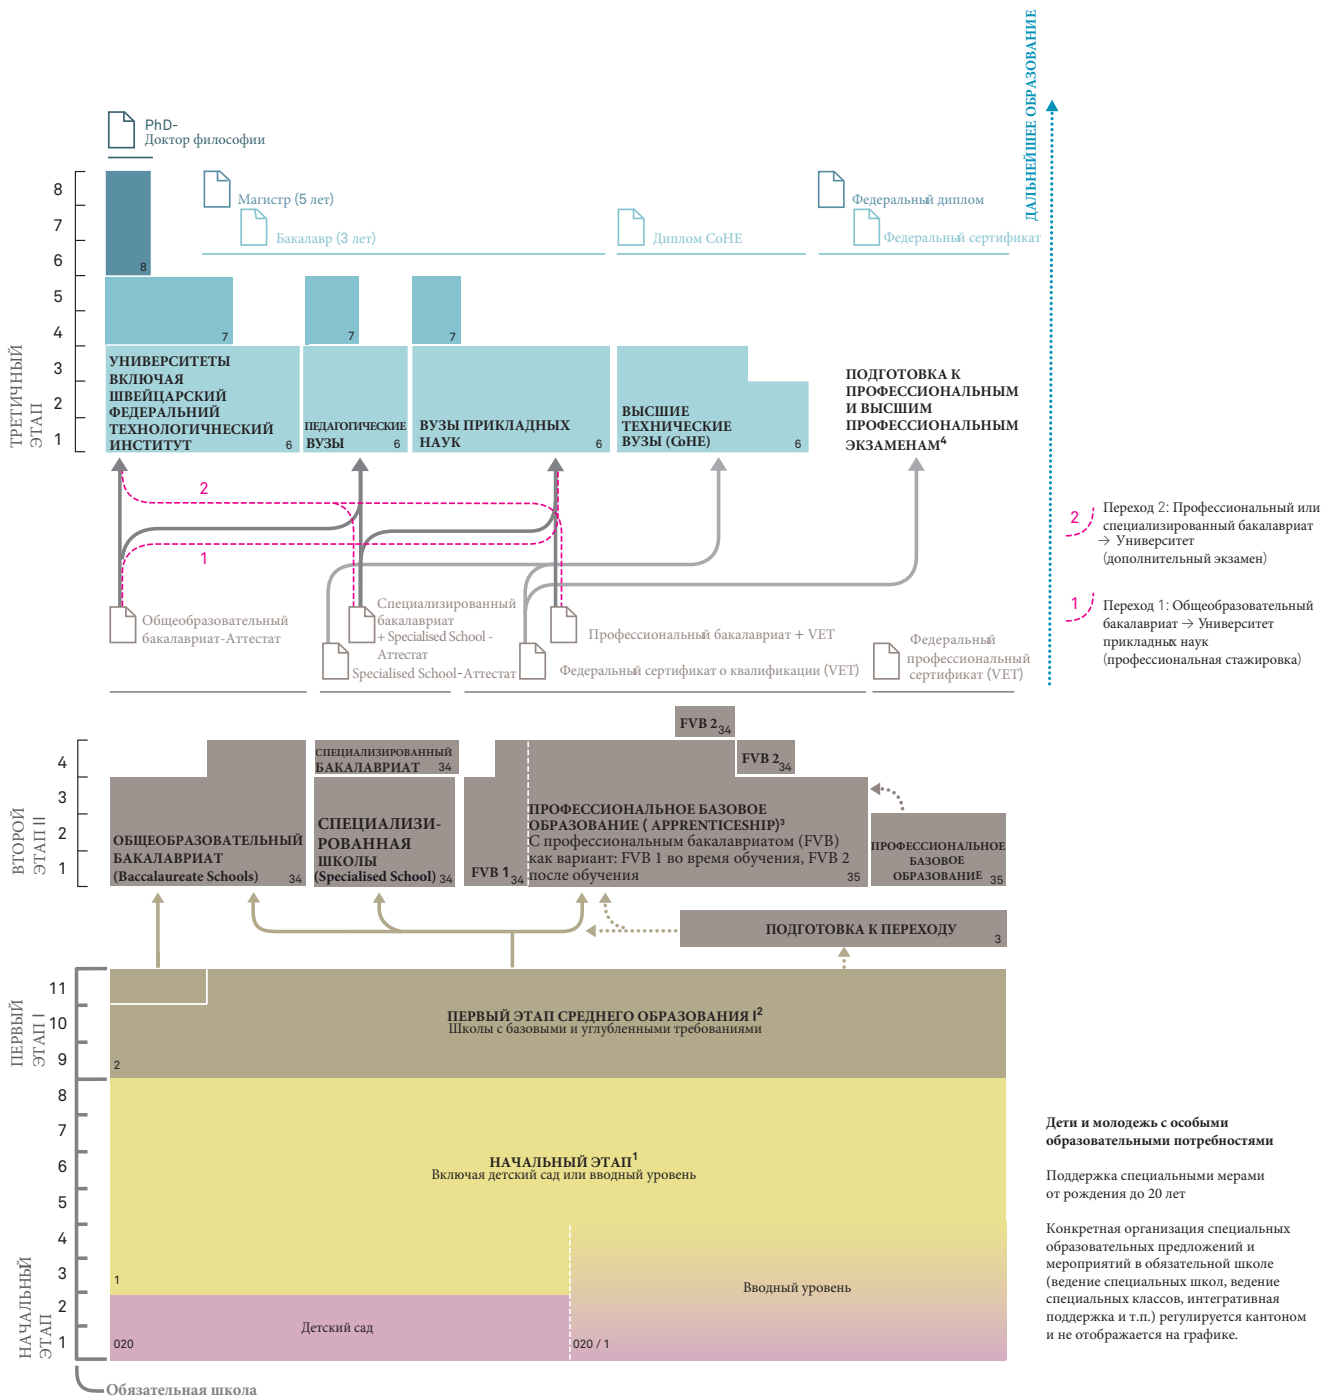 ДАЛЬНЕЙШЕЕ ОБРАЗОВАНИЕ
PhD-
Доктор философии
Магистр (5 лет)
Бакалавр (3 лет)
Диплом CoHE
Федеральный диплом
Федеральный сертификат
ТРЕТИЧНЫЙ
ЭТАП
8
7
6
5
4
3
2
1
8
7
7
7
УНИВЕРСИТЕТЫ
ВКЛЮЧАЯ
ШВЕЙЦАРСКИЙ
ФЕДЕРАЛЬНИЙ
ТЕХНОЛОГИЧНЕСКИЙ
ИНСТИТУТ
6
ПЕДАГОГИЧЕСКИЕ
ВУЗЫ
6
ВУЗЫ ПРИКЛАДНЫХ
НАУК
6
ВЫСШИЕ
ТЕХНИЧЕСКИЕ
ВУЗЫ (CoHE)
6
ПОДГОТОВКА К
ПРОФЕССИОНАЛЬНЫМ
И ВЫСШИМ
ПРОФЕССИОНАЛЬНЫМ
ЭКЗАМЕНАМ4
2
1
2
Переход 2: Профессиональный или
специализированный бакалавриат
→ Университет
(дополнительный экзамен)
1
Переход 1: Общеобразовательный
бакалавриат → Университет
прикладных наук
(профессиональная стажировка)
Общеобразовательный
бакалавриат-Аттестат
Специализированный
бакалавриат
+ Specialised School -
Аттестат
Specialised School-Аттестат
Профессиональный бакалавриат + VET
Федеральный сертификат о квалификации (VET)
Федеральный
профессиональный
сертификат (VET)
ВТОРОЙ
ЭТАП II
4
3
2
1
ОБЩЕОБРАЗОВАТЕЛЬНЫЙ
БАКАЛАВРИАТ
(Baccalaureate Schools)
34
СПЕЦИАЛИЗИРОВАННЫЙ
БАКАЛАВРИАТ
34
СПЕЦИАЛИЗИ-
РОВАННАЯ
ШКОЛЫ
(Specialised School)
34
FVB 1
34
FVB 2
34
FVB 2
34
ПРОФЕССИОНАЛЬНОЕ БАЗОВОЕ
ОБРАЗОВАНИЕ ( APPRENTICESHIP)3
С профессиональным бакалавриатом (FVB)
как вариант: FVB 1 во время обучения, FVB 2
после обучения
35
ПРОФЕССИОНАЛЬНОЕ
БАЗОВОЕ
ОБРАЗОВАНИЕ
35
ПОДГОТОВКА К ПЕРЕХОДУ
3
ПЕРВЫЙ
ЭТАП I
11
10
9
ПЕРВЫЙ ЭТАП СРЕДНЕГО ОБРАЗОВАНИЯ I2
Школы с базовыми и углубленными требованиями
2
НАЧАЛЬНЫЙ
ЭТАП
8
7
6
5
4
3
2
1
НАЧАЛЬНЫЙ ЭТАП1
Включая детский сад или вводный уровень
1
Вводный уровень
Детский сад
020
020 / 1
Обязательная школа
Дети и молодежь с особыми
образовательными потребностями
Поддержка специальными мерами
от рождения до 20 лет
Конкретная организация специальных
образовательных предложений и
мероприятий в обязательной школе
(ведение специальных школ, ведение
специальных классов, интегративная
поддержка и т.п.) регулируется кантоном
и не отображается на графике.